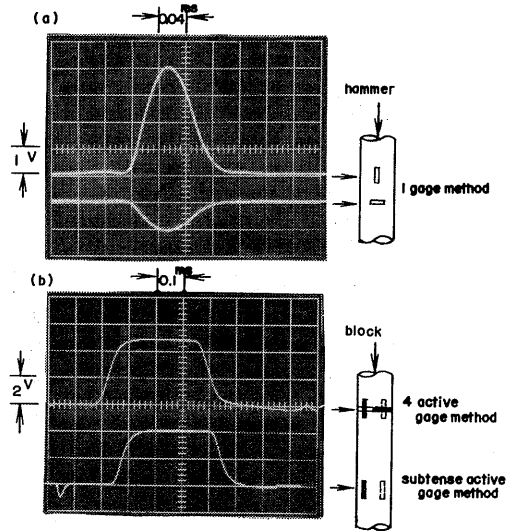 (a)
ms
0.04
hammer
1 V
1 gage method
(b)
ms
0.1
block
2 V
4 active
gage method
subtense active
gage method